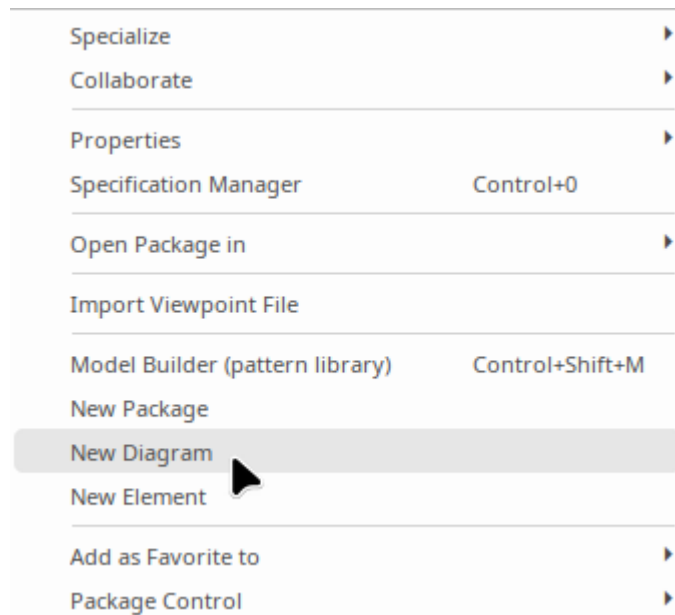 Specialize
Collaborate
Properties
Specification Manager Control+0
Open Package in
Import Viewpoint File
Model Builder (pattern library) Control+Shift+M
New Package
New Diagram
New Element
Add as Favorite to
Package Control